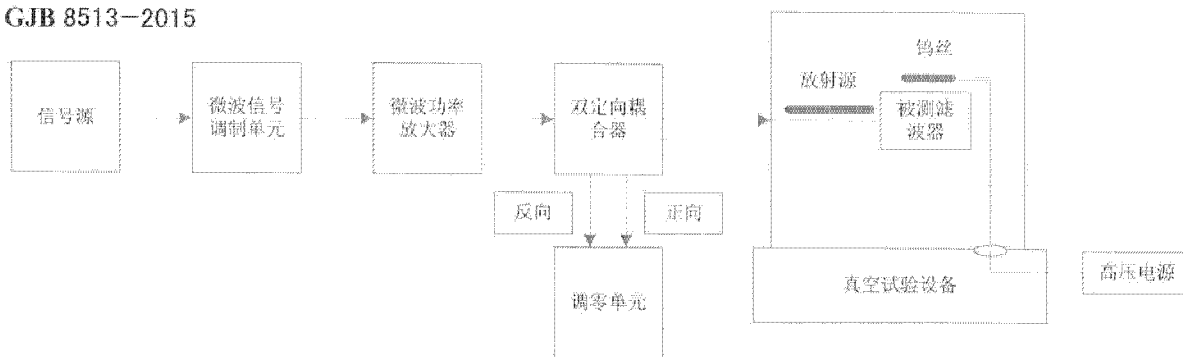 GJB 8513-2015
信号源
微波信号
调制单元
微波功率
放大器
双定向耦
合器
反向
正向
调零单元
钨丝
放射源
被测滤
波器
真空试验设备
高压电源